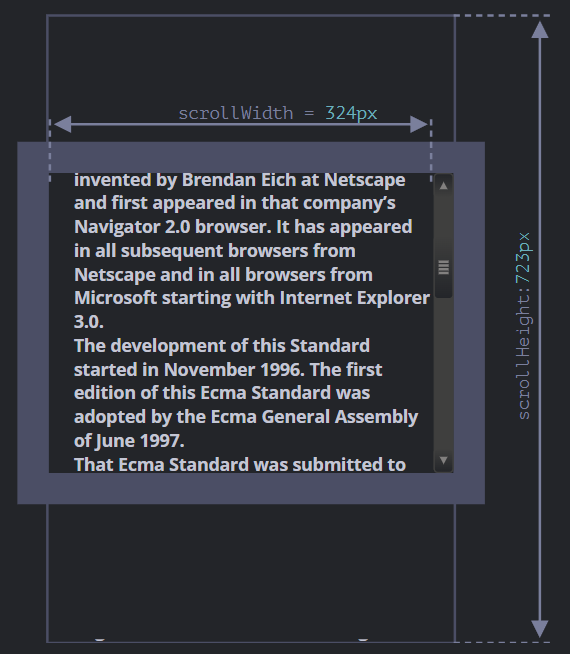 scrollWidth = 324px
invented by Brendan Eich at Netscape
and first appeared in that company’s
Navigator 2.0 browser. It has appeared
in all subsequent browsers from
Netscape and in all browsers from
Microsoft starting with Internet Explorer
3.0.
The development of this Standard
started in November 1996. The first
edition of this Ecma Standard was
adopted by the Ecma General Assembly
of June 1997.
That Ecma Standard was submitted to
scrollHeight:723px